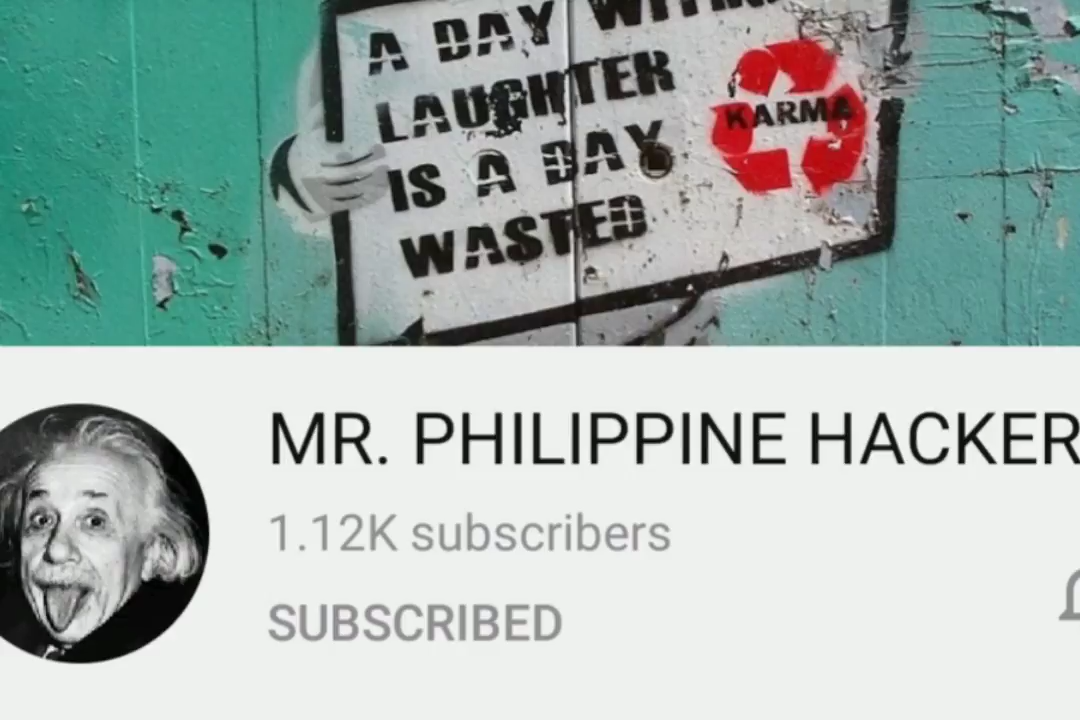 A DAY
LAUGHTER
KARMA
IS A DAY
WASTED
MR. PHILIPPINE HACKER
1.12K subscribers
SUBSCRIBED